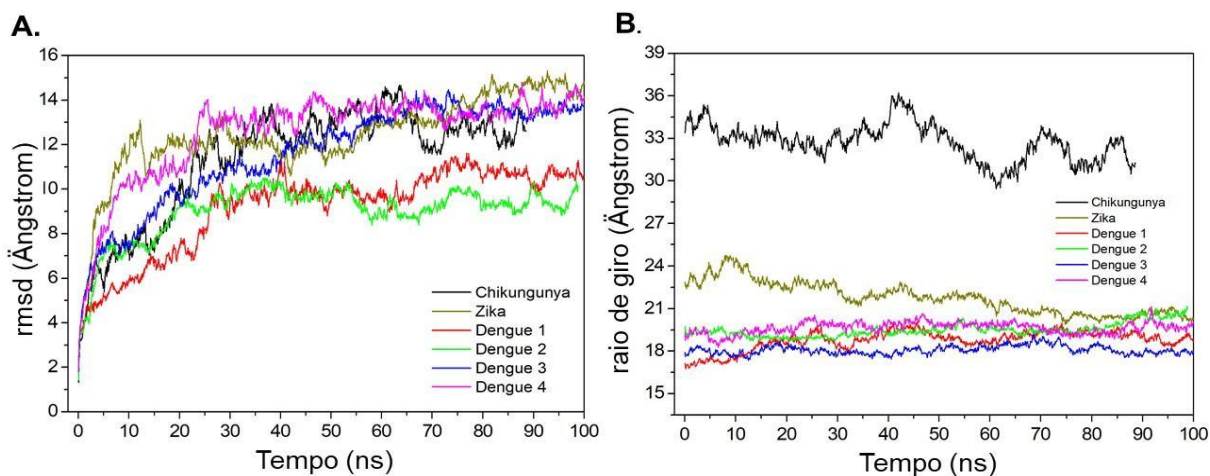 A.
16
14
12
10
8
6
4
2
0
rmsd (Ängstrom)
0 10 20 30 40 50 60 70 80 90 100
Tempo (ns)
Chikungunya
Zika
Dengue 1
Dengue 2
Dengue 3
Dengue 4
B.
39
36
33
30
27
24
21
18
15
raio de giro (Ängstrom)
0 10 20 30 40 50 60 70 80 90 100
Tempo (ns)
Chikungunya
Zika
Dengue 1
Dengue 2
Dengue 3
Dengue 4